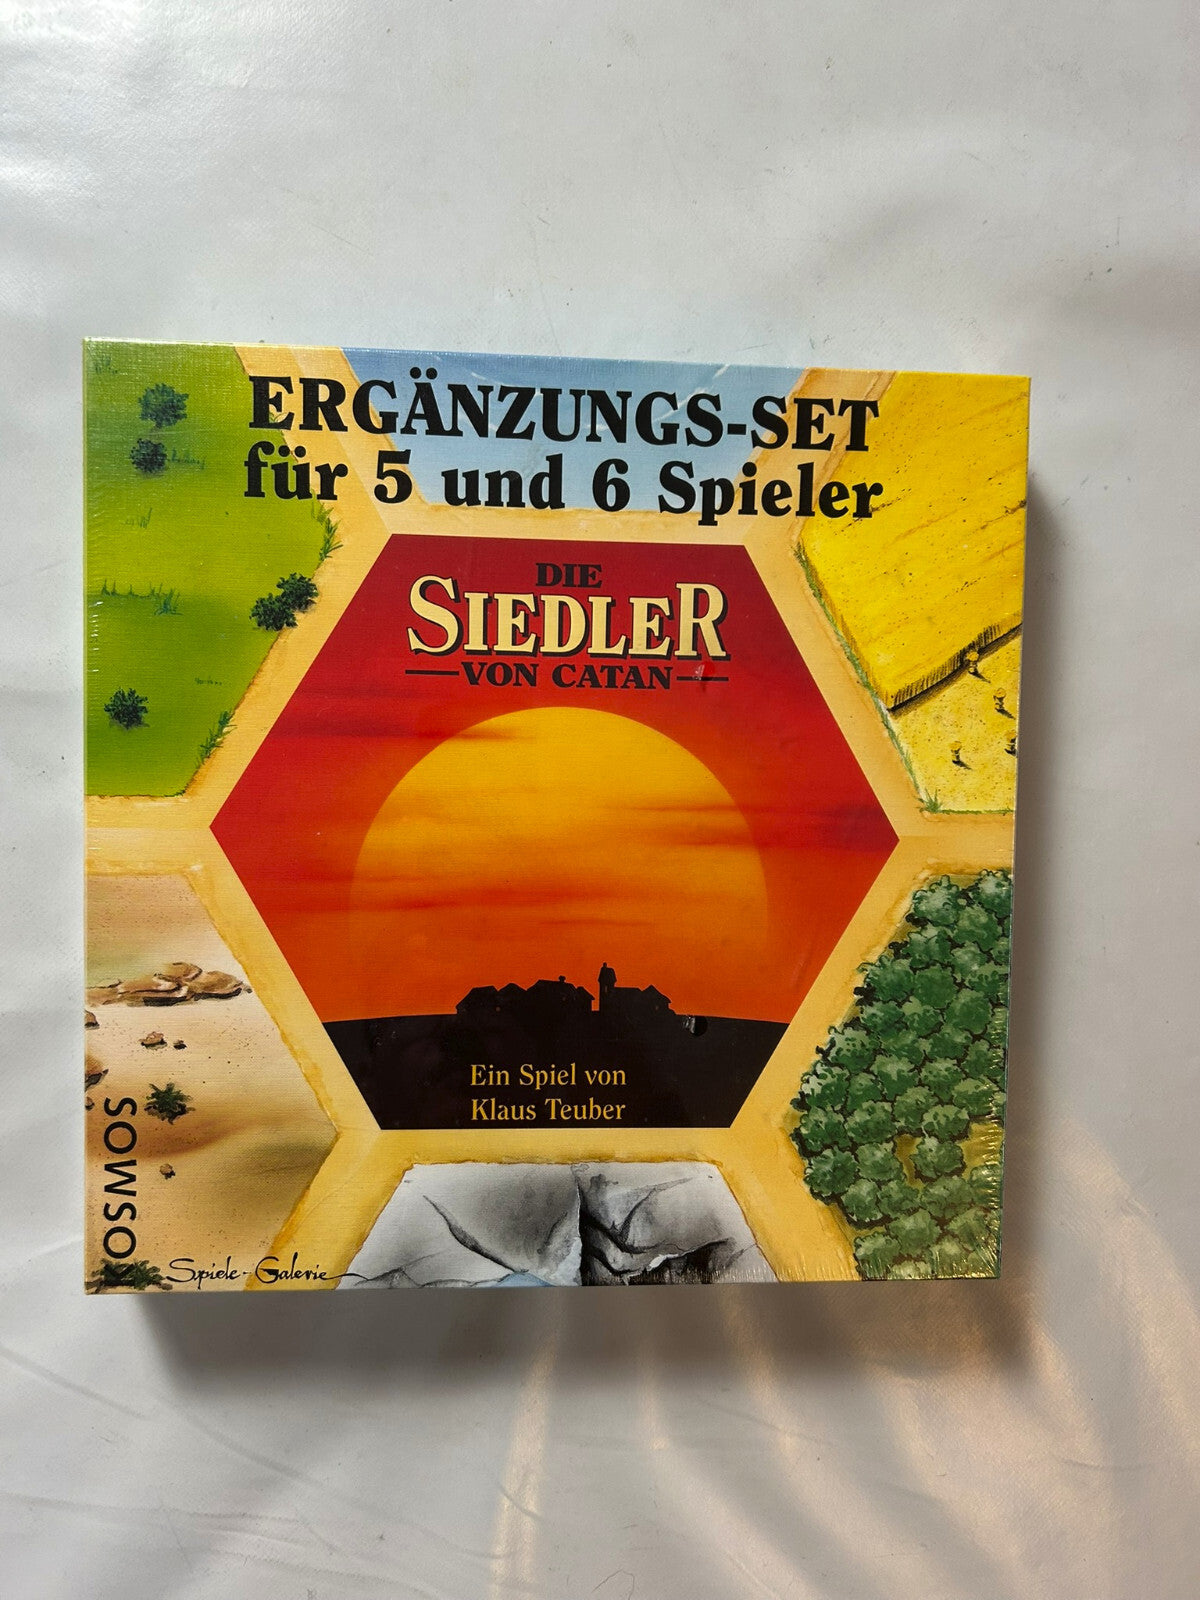 ERGÄNZUNGS-SET
für 5 und 6 Spieler
DIE
SIEDLER
VON CATAN
Ein Spiel von
Klaus Teuber
KOSMOS
Spiele-Galerie